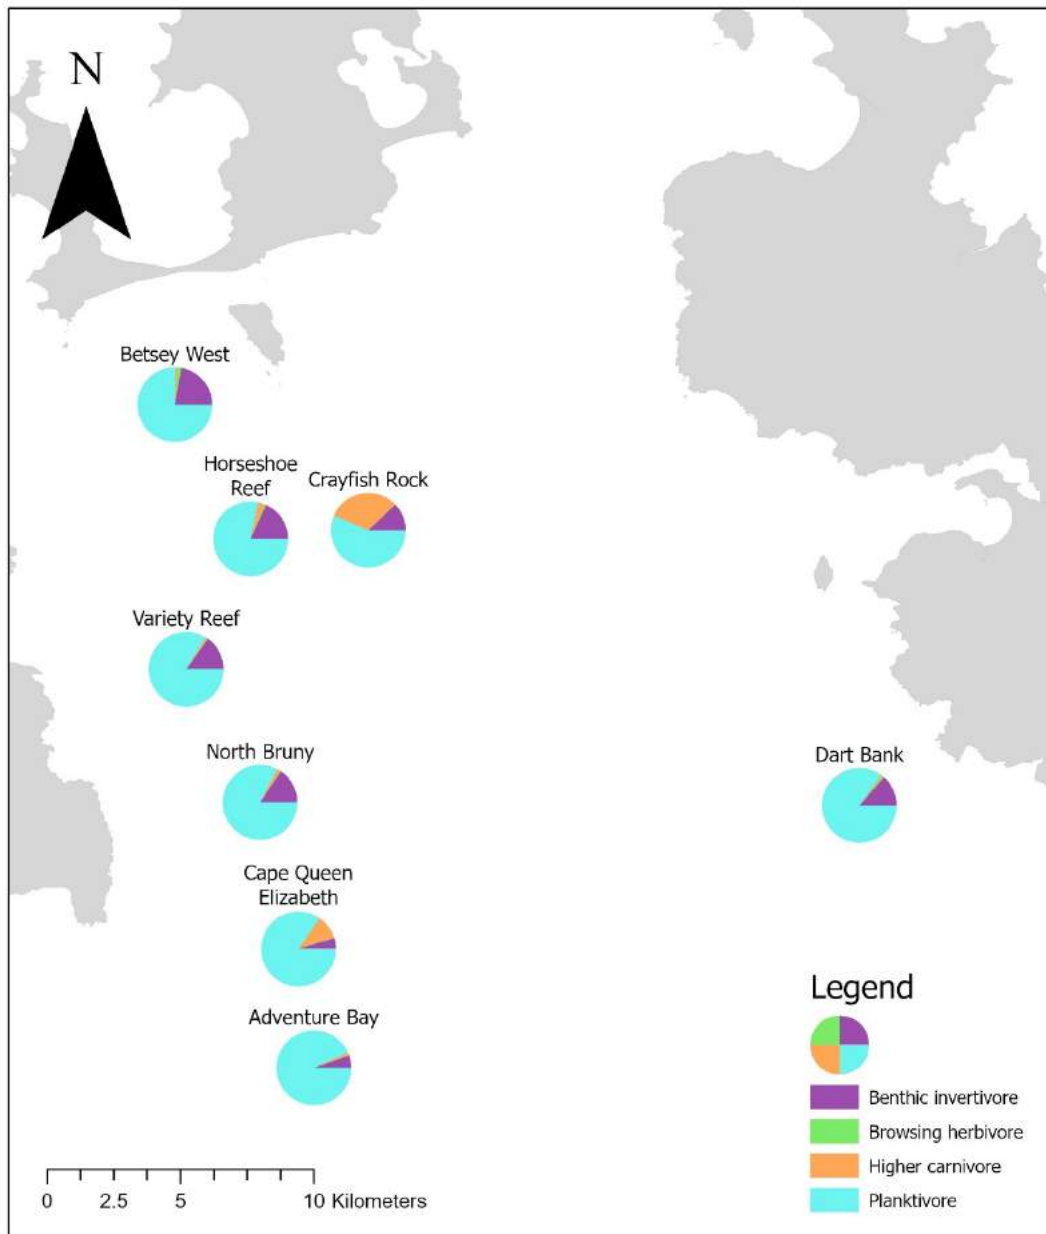 N
Betsey West
Horseshoe
Reef
Crayfish Rock
Variety Reef
North Bruny
Dart Bank
Cape Queen
Elizabeth
Adventure Bay
Legend
Benthic invertivore
Browsing herbivore
Higher carnivore
Planktivore
0 2.5 5 10 Kilometers